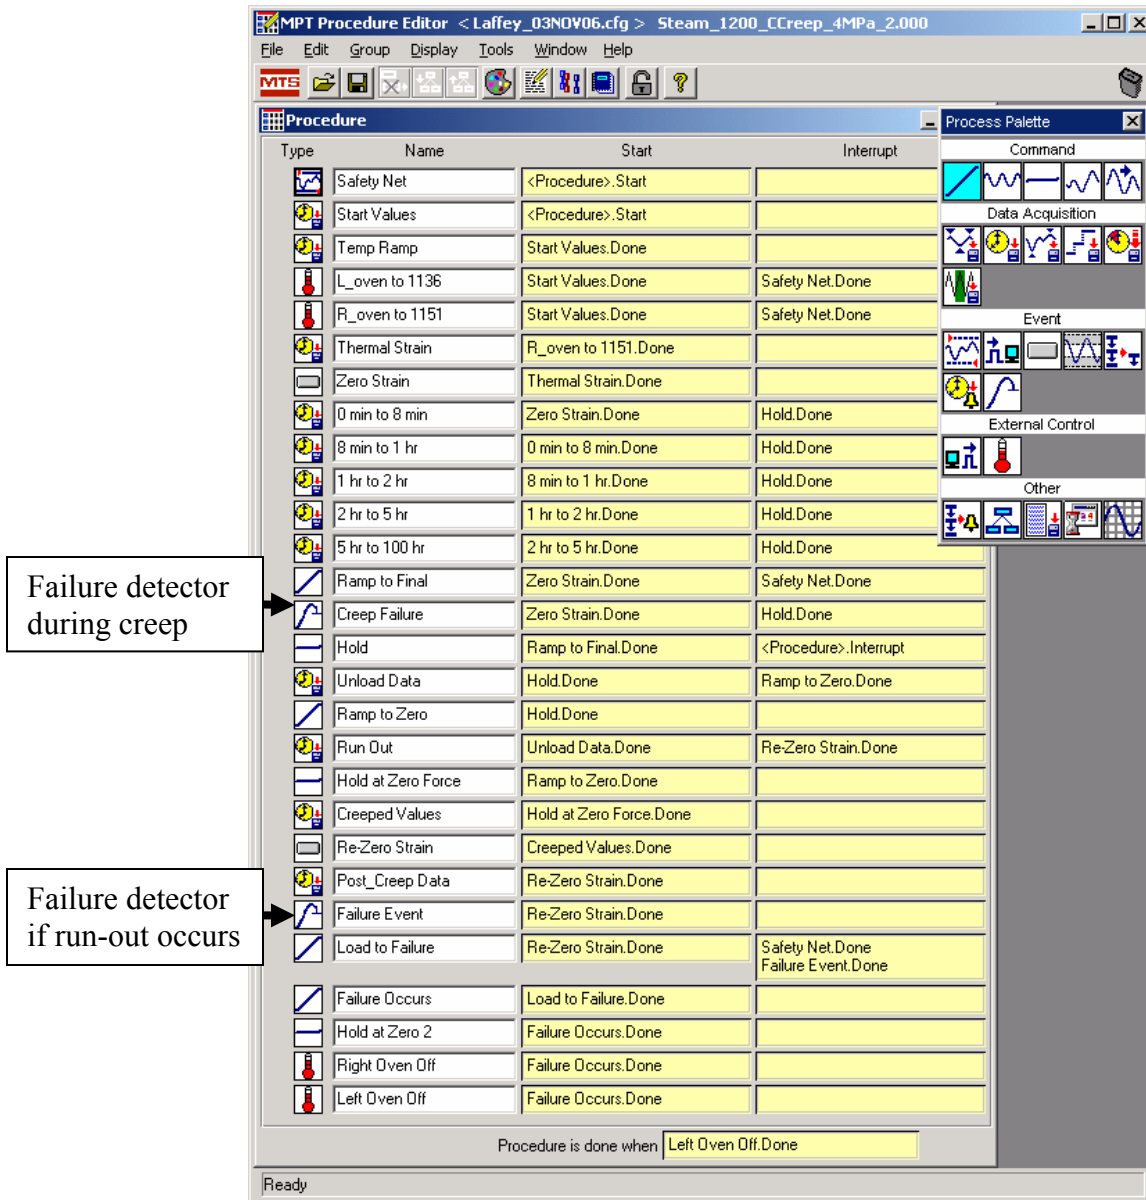 MPT Procedure Editor < Laffey_03NOV06.cfg > Steam_1200_CCreep_4MPa_2.000
File Edit Group Display Tools Window Help
MTS
Procedure
Type Name Start Interrupt
Safety Net <Procedure>.Start
Start Values <Procedure>.Start
Temp Ramp Start Values.Done
L_oven to 1136 Start Values.Done Safety Net.Done
R_oven to 1151 Start Values.Done Safety Net.Done
Thermal Strain R_oven to 1151.Done
Zero Strain Thermal Strain.Done
0 min to 8 min Zero Strain.Done Hold.Done
8 min to 1 hr 0 min to 8 min.Done Hold.Done
1 hr to 2 hr 8 min to 1 hr.Done Hold.Done
2 hr to 5 hr 1 hr to 2 hr.Done Hold.Done
5 hr to 100 hr 2 hr to 5 hr.Done Hold.Done
Ramp to Final Zero Strain.Done Safety Net.Done
Creep Failure Zero Strain.Done Hold.Done
Hold Ramp to Final.Done <Procedure>.Interrupt
Unload Data Hold.Done Ramp to Zero.Done
Ramp to Zero Hold.Done
Run Out Unload Data.Done Re-Zero Strain.Done
Hold at Zero Force Ramp to Zero.Done
Creeped Values Hold at Zero Force.Done
Re-Zero Strain Creeped Values.Done
Post_Creep Data Re-Zero Strain.Done
Failure Event Re-Zero Strain.Done
Load to Failure Re-Zero Strain.Done Safety Net.Done
Failure Event.Done
Failure Occurs Load to Failure.Done
Hold at Zero 2 Failure Occurs.Done
Right Oven Off Failure Occurs.Done
Left Oven Off Failure Occurs.Done
Procedure is done when Left Oven Off.Done
Ready
Process Palette
Command
Data Acquisition
Event
External Control
Other
Failure detector
during creep
Failure detector
if run-out occurs